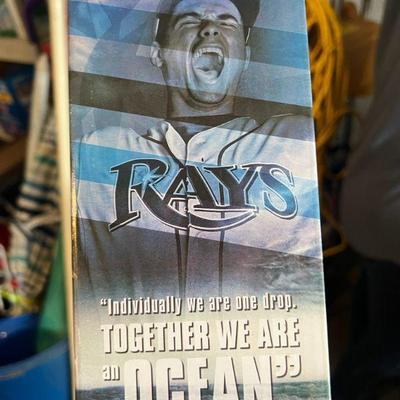 RAYS
“Individually we are one drop.
TOGETHER WE ARE
an OCEAN”